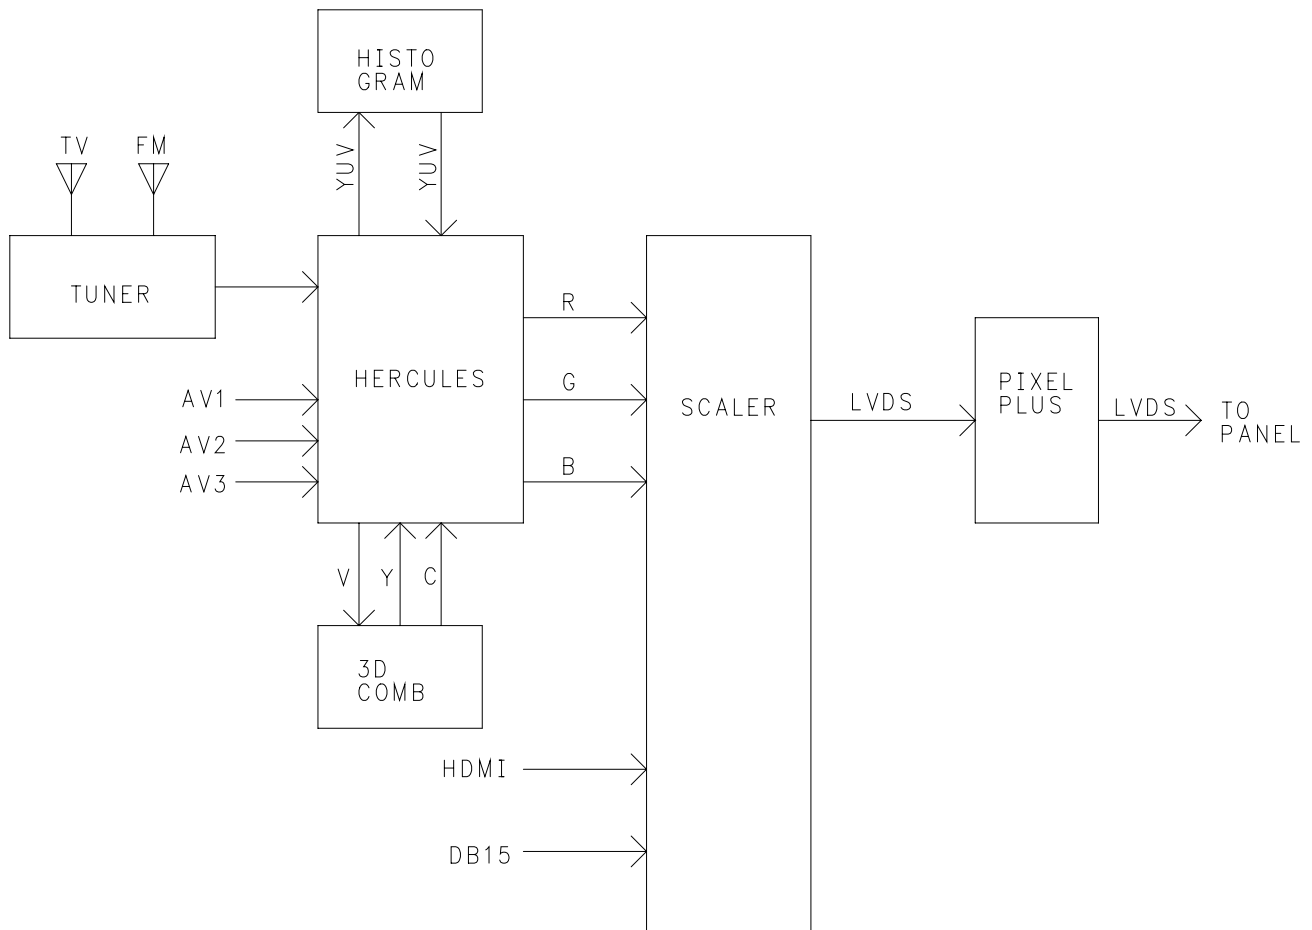 HISTO
GRAM
TV
FM
YUV
YUV
TUNER
R
HERCULES
G
PIXEL
PLUS
AV1
SCALER
LVDS
LVDS
TO
PANEL
AV2
B
AV3
V
Y
C
3D
COMB
HDMI
DB15